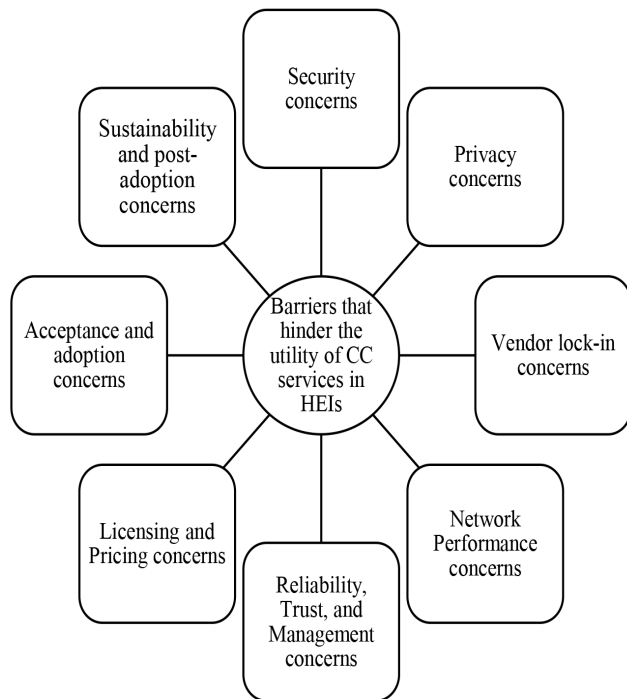 Security
concerns
Sustainability
and post-
adoption
concerns
Privacy
concerns
Barriers that
hinder the
utility of CC
services in
HEIs
Acceptance and
adoption
concerns
Vendor lock-in
concerns
Licensing and
Pricing concerns
Network
Performance
concerns
Reliability,
Trust, and
Management
concerns